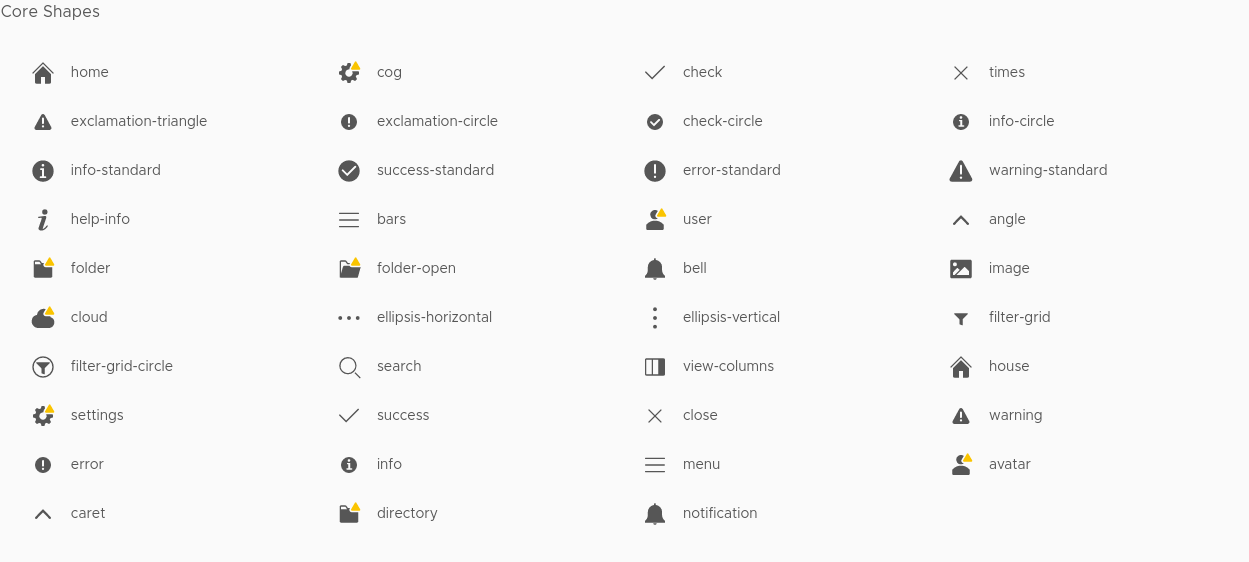 Core Shapes
home cog check times
exclamation-triangle exclamation-circle check-circle info-circle
info-standard success-standard error-standard warning-standard
help-info bars user angle
folder folder-open bell image
cloud ellipsis-horizontal ellipsis-vertical filter-grid
filter-grid-circle search view-columns house
settings success close warning
error info menu avatar
caret directory notification